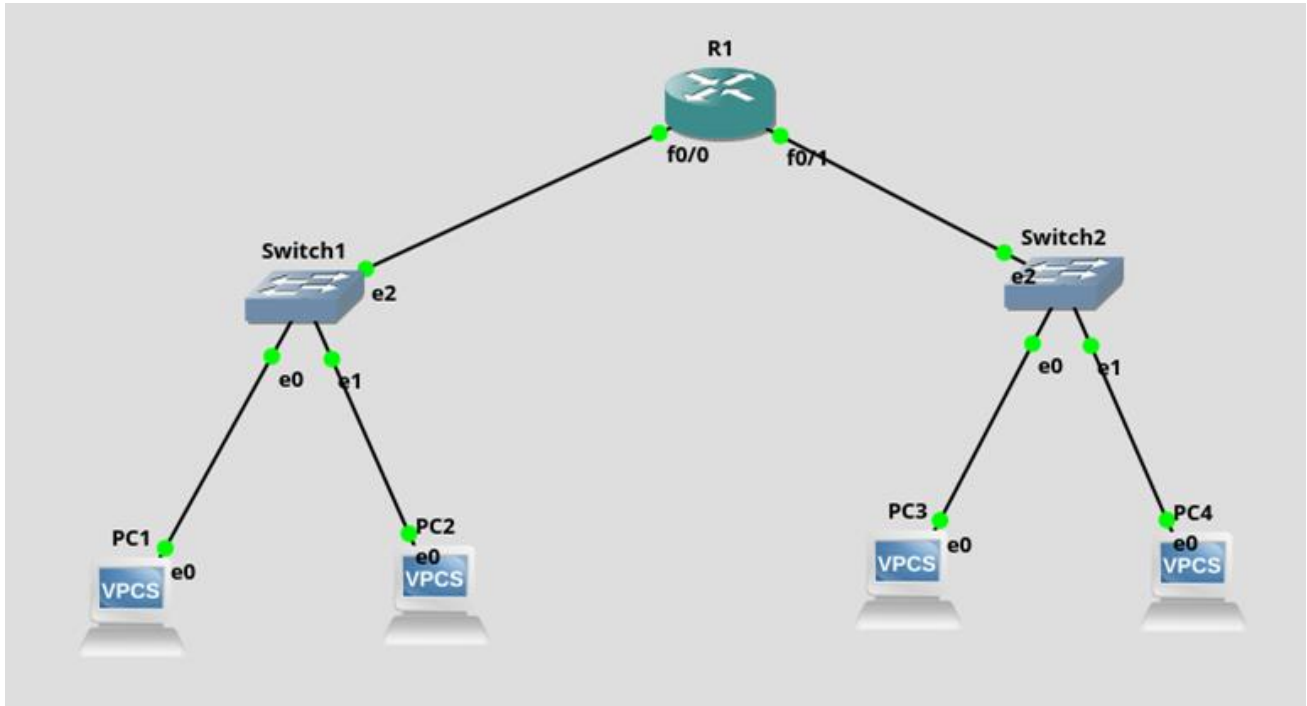 R1
f0/0
f0/1
Switch1
e2
e0
e1
Switch2
e2
e0
e1
PC1
e0
VPCS
PC2
e0
VPCS
PC3
e0
VPCS
PC4
e0
VPCS